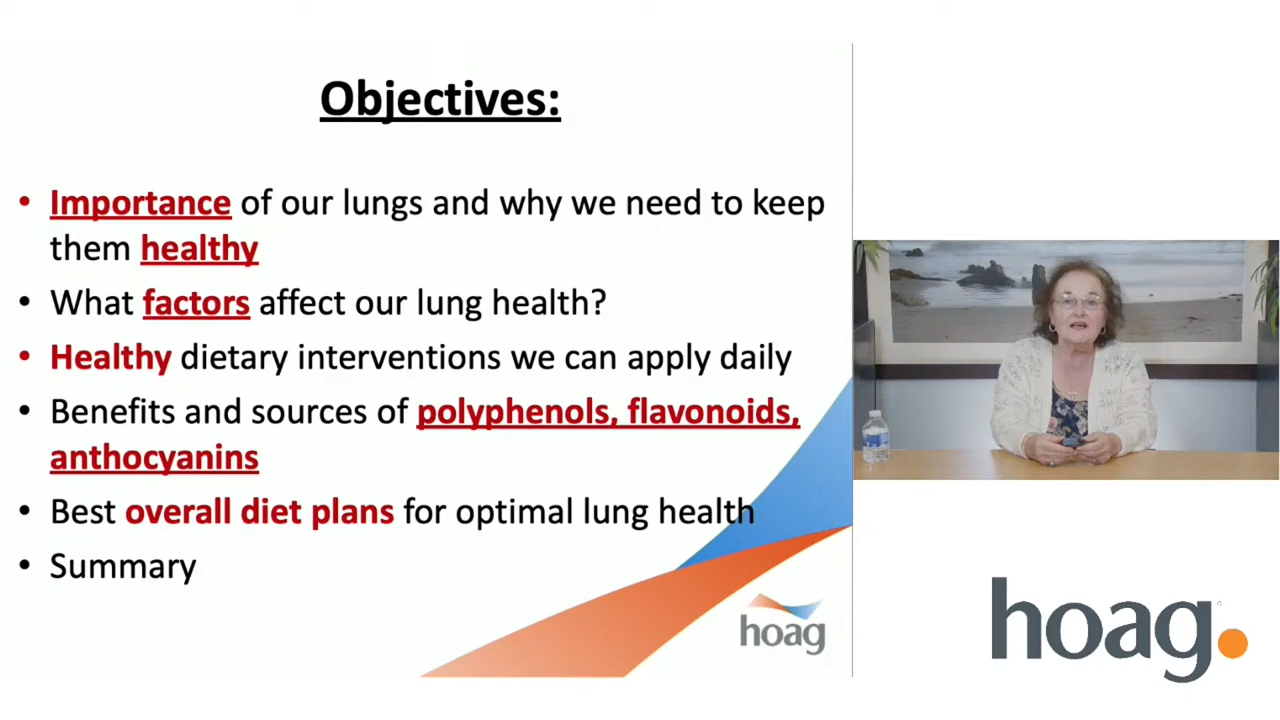 Objectives:
• Importance of our lungs and why we need to keep
them healthy
• What factors affect our lung health?
• Healthy dietary interventions we can apply daily
• Benefits and sources of polyphenols, flavonoids,
anthocyanins
• Best overall diet plans for optimal lung health
• Summary
hoag
hoag.